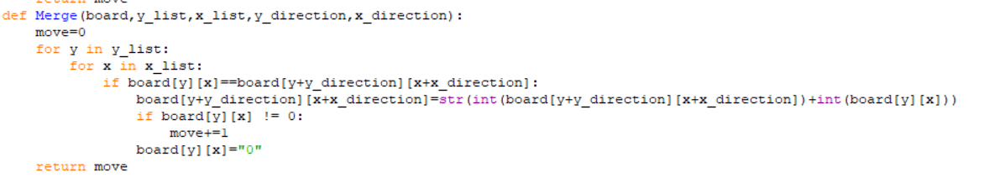 return move
def Merge(board,y_list,x_list,y_direction,x_direction):
    move=0
    for y in y_list:
        for x in x_list:
            if board[y][x]==board[y+y_direction][x+x_direction]:
                board[y+y_direction][x+x_direction]=str(int(board[y+y_direction][x+x_direction])+int(board[y][x]))
                if board[y][x] != 0:
                    move+=1
                board[y][x]="0"
    return move